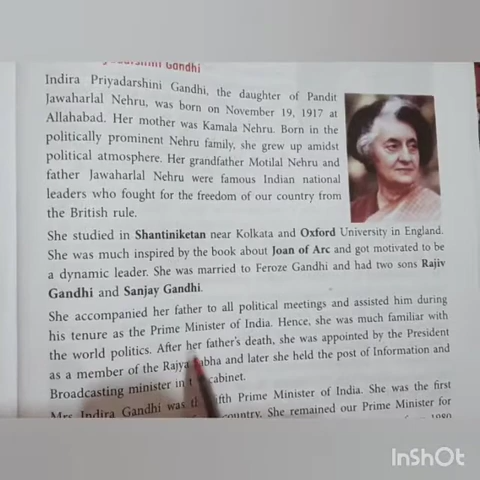 Gandhi
Indira Priyadarshini Gandhi, the daughter of Pandit
Jawaharlal Nehru, was born on November 19, 1917 at
Allahabad. Her mother was Kamala Nehru. Born in the
politically prominent Nehru family, she grew up amidst
political atmosphere. Her grandfather Motilal Nehru and
father Jawaharlal Nehru were famous Indian national
leaders who fought for the freedom of our country from
the British rule.
She studied in Shantiniketan near Kolkata and Oxford University in England.
She was much inspired by the book about Joan of Arc and got motivated to be
a dynamic leader. She was married to Feroze Gandhi and had two sons Rajiv
Gandhi and Sanjay Gandhi.
She accompanied her father to all political meetings and assisted him during
his tenure as the Prime Minister of India. Hence, she was much familiar with
the world politics. After her father's death, she was appointed by the President
as a member of the Rajya and later she held the post of Information and
Broadcasting minister in cabinet.
Mrs Indira Gandhi was Prime Minister of India. She was the first
country. She remained our Prime Minister for
1980
InShOt